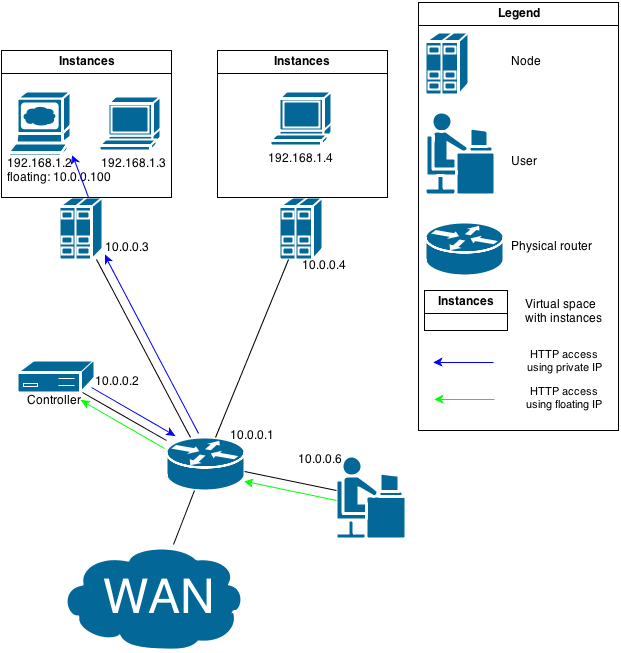 Legend
Node
User
Physical router
Instances
Virtual space
with instances
HTTP access
using private IP
HTTP access
using floating IP
Instances
192.168.1.2
floating: 10.0.0.100
192.168.1.3
Instances
192.168.1.4
10.0.0.3
10.0.0.4
10.0.0.2
Controller
10.0.0.1
10.0.0.6
WAN